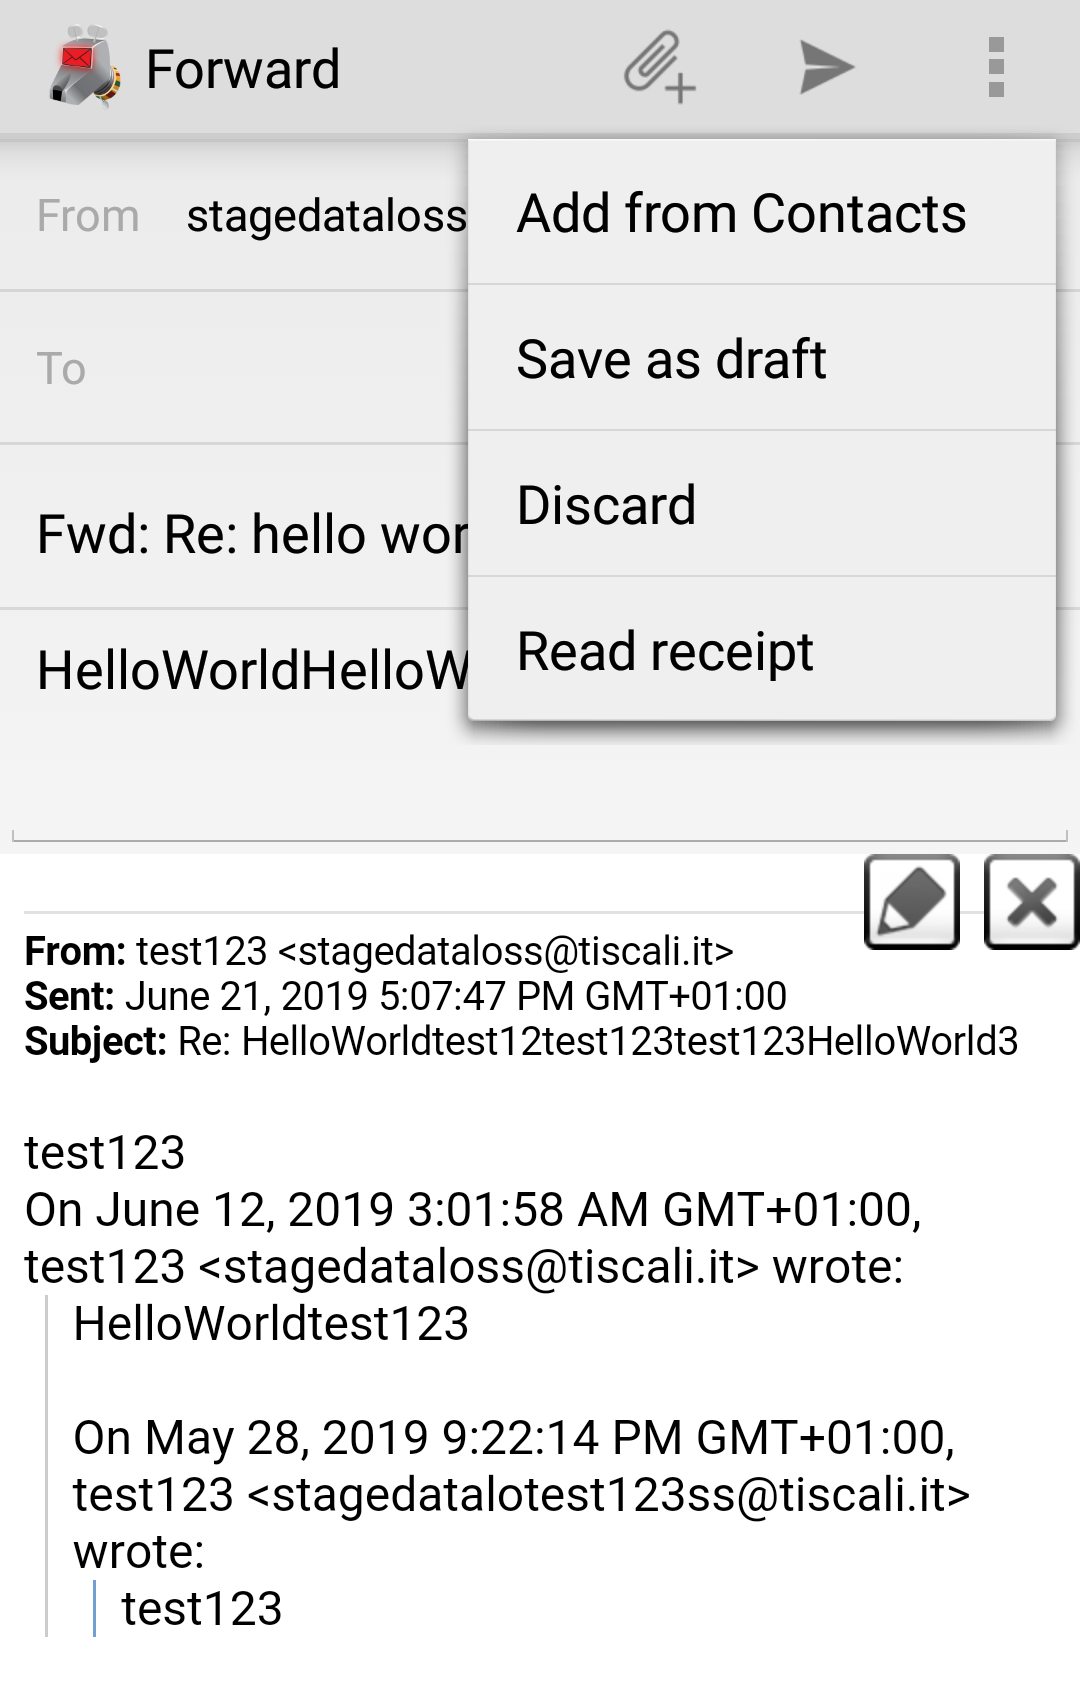 Forward
Add from Contacts
Save as draft
Discard
Read receipt
From stagedataloss
To
Fwd: Re: hello wor
HelloWorldHelloW
From: test123 <stagedataloss@tiscali.it>
Sent: June 21, 2019 5:07:47 PM GMT+01:00
Subject: Re: HelloWorldtest12test123test123HelloWorld3
test123
On June 12, 2019 3:01:58 AM GMT+01:00,
test123 <stagedataloss@tiscali.it> wrote:
HelloWorldtest123
On May 28, 2019 9:22:14 PM GMT+01:00,
test123 <stagedatalotest123ss@tiscali.it>
wrote:
test123